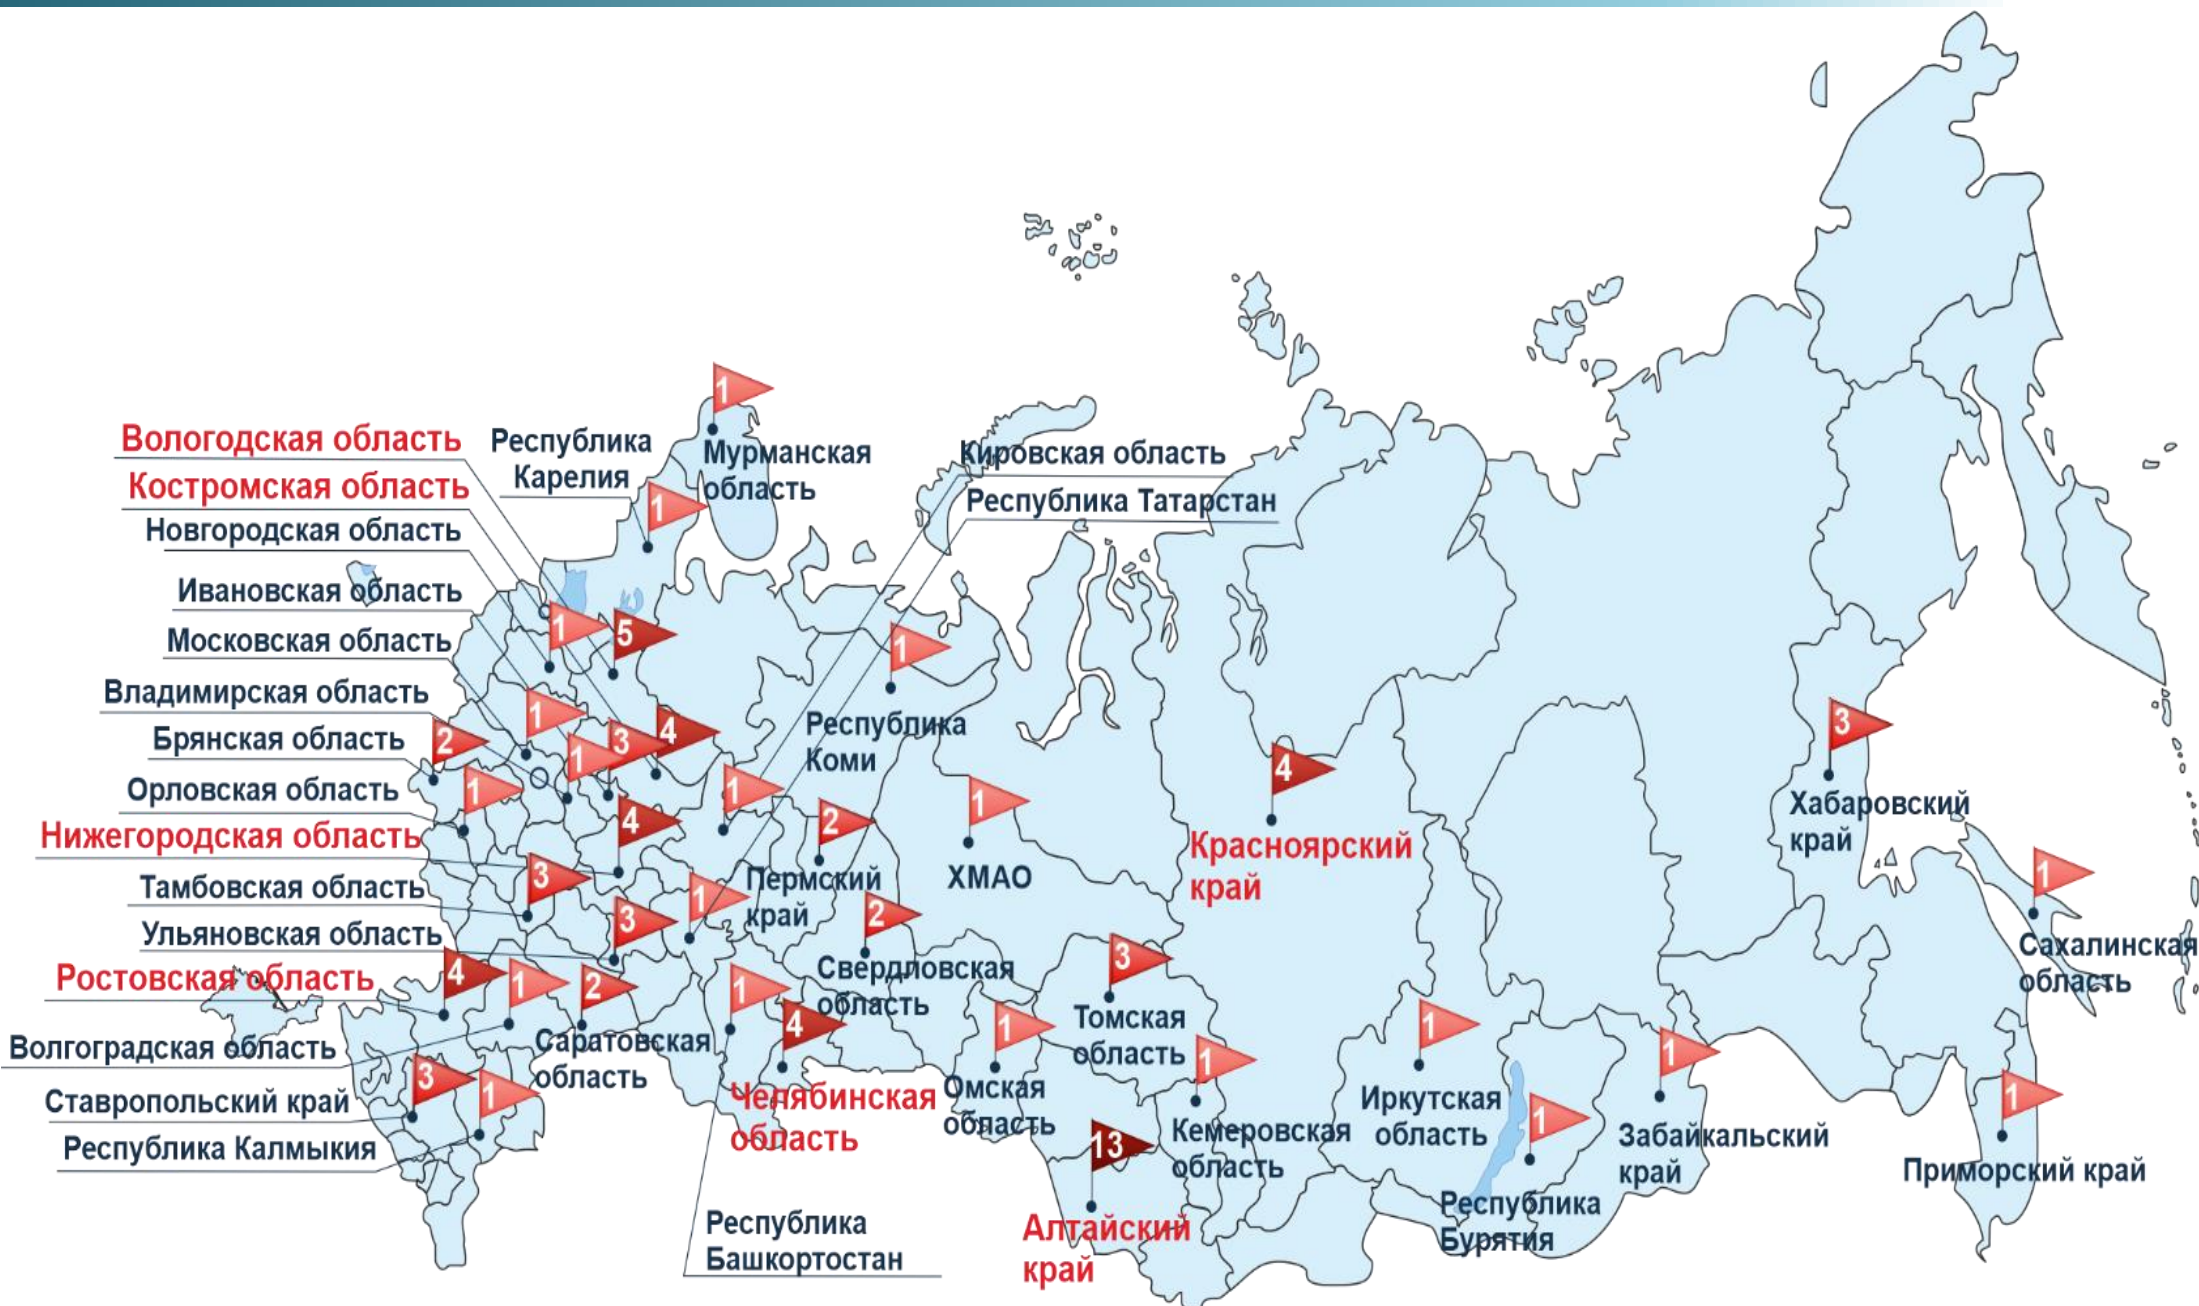 1
Вологодская область
Республика
Карелия
Мурманская
область
Кировская область
Костромская область
Республика Татарстан
1
Новгородская область
Ивановская область
1
5
1
Московская область
Владимирская область
1
Республика
Коми
3
Брянская область
2
1
3
4
4
Орловская область
1
1
1
Хабаровский
край
Нижегородская область
4
2
Красноярский
край
Тамбовская область
3
Пермский
край
ХМАО
1
1
2
Ульяновская область
3
Сахалинская
область
Ростовская область
4
1
2
1
Свердловская
область
3
Томская
область
4
1
1
1
Волгоградская область
Саратовская
область
1
Ставропольский край
3
1
Челябинская
область
Омская
область
Иркутская
область
1
1
Республика Калмыкия
13
Кемеровская
область
Забайкальский
край
Приморский край
Республика
Башкортостан
Алтайский
край
Республика
Бурятия